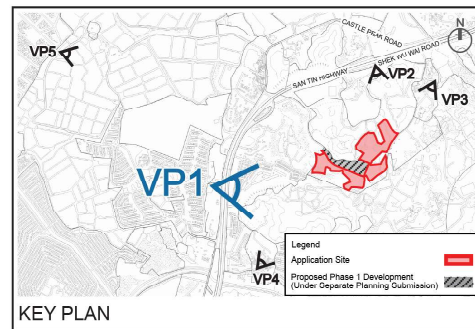 N
CASTLE PEAK ROAD
SHEK WU WAI ROAD
SAN TIN HIGHWAY
VP5
VP2
VP3
VP1
VP4
Legend
Application Site
Proposed Phase 1 Development
(Under Separate Planning Submission)
KEY PLAN